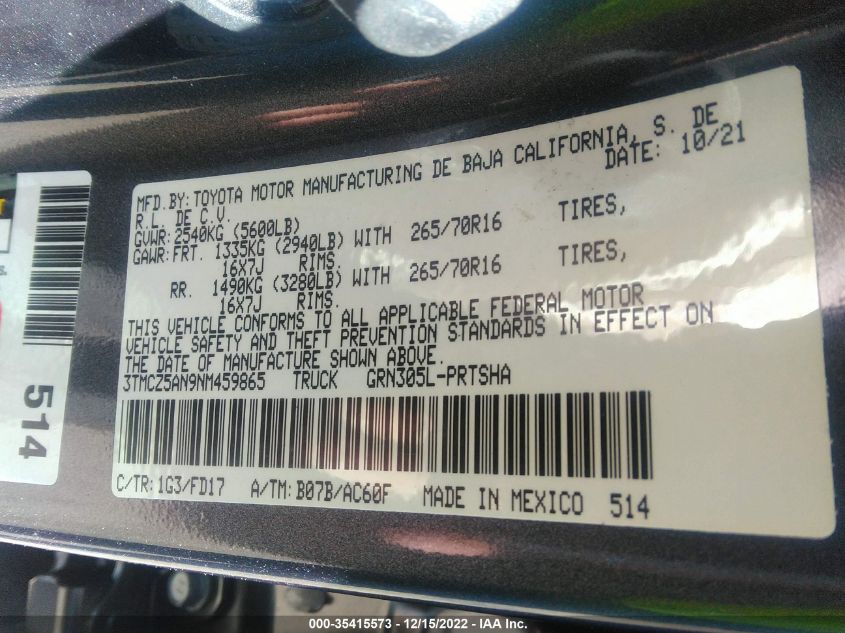 MFD.BY: TOYOTA MOTOR MANUFACTURING DE BAJA CALIFORNIA, S. DE
R.L. DE C.V. DATE: 10/21
GVWR: 2540KG (5600LB)
GAWR: FRT. 1335KG (2940LB) WITH 265/70R16 TIRES,
16X7J RIMS.
RR. 1490KG (3280LB) WITH 265/70R16 TIRES,
16X7J RIMS.
THIS VEHICLE CONFORMS TO ALL APPLICABLE FEDERAL MOTOR
VEHICLE SAFETY AND THEFT PREVENTION STANDARDS IN EFFECT ON
THE DATE OF MANUFACTURE SHOWN ABOVE.
3TMCZ5AN9NM459865 TRUCK GRN305L-PRTSHA
C/TR: 1G3/FD17 A/TM: B07B/AC60F MADE IN MEXICO 514
514
000-35415573 - 12/15/2022 - IAA Inc.